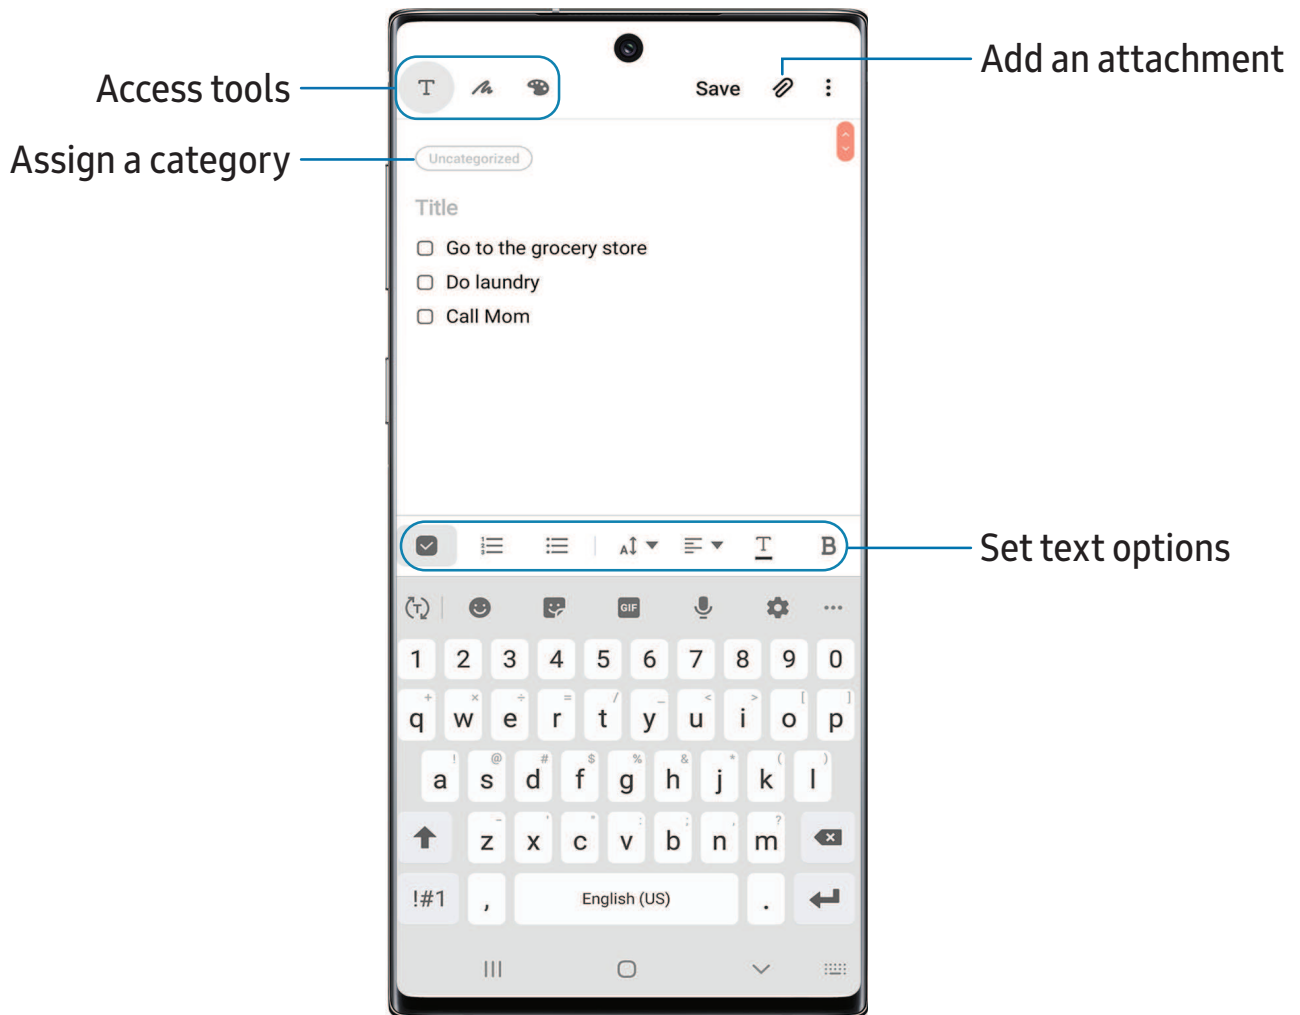 Add an attachment
Access tools
T
Save
Assign a category
Uncategorized
Title
Go to the grocery store
Do laundry
Call Mom
A T B
Set text options
T GIF
1 2 3 4 5 6 7 8 9 0
+ × ÷ = / _ < > [ ]
q w e r t y u i o p
! @ # $ % & * ( )
a s d f g h j k l
- ' " : ; , ?
z x c v b n m
!#1 , English (US) .